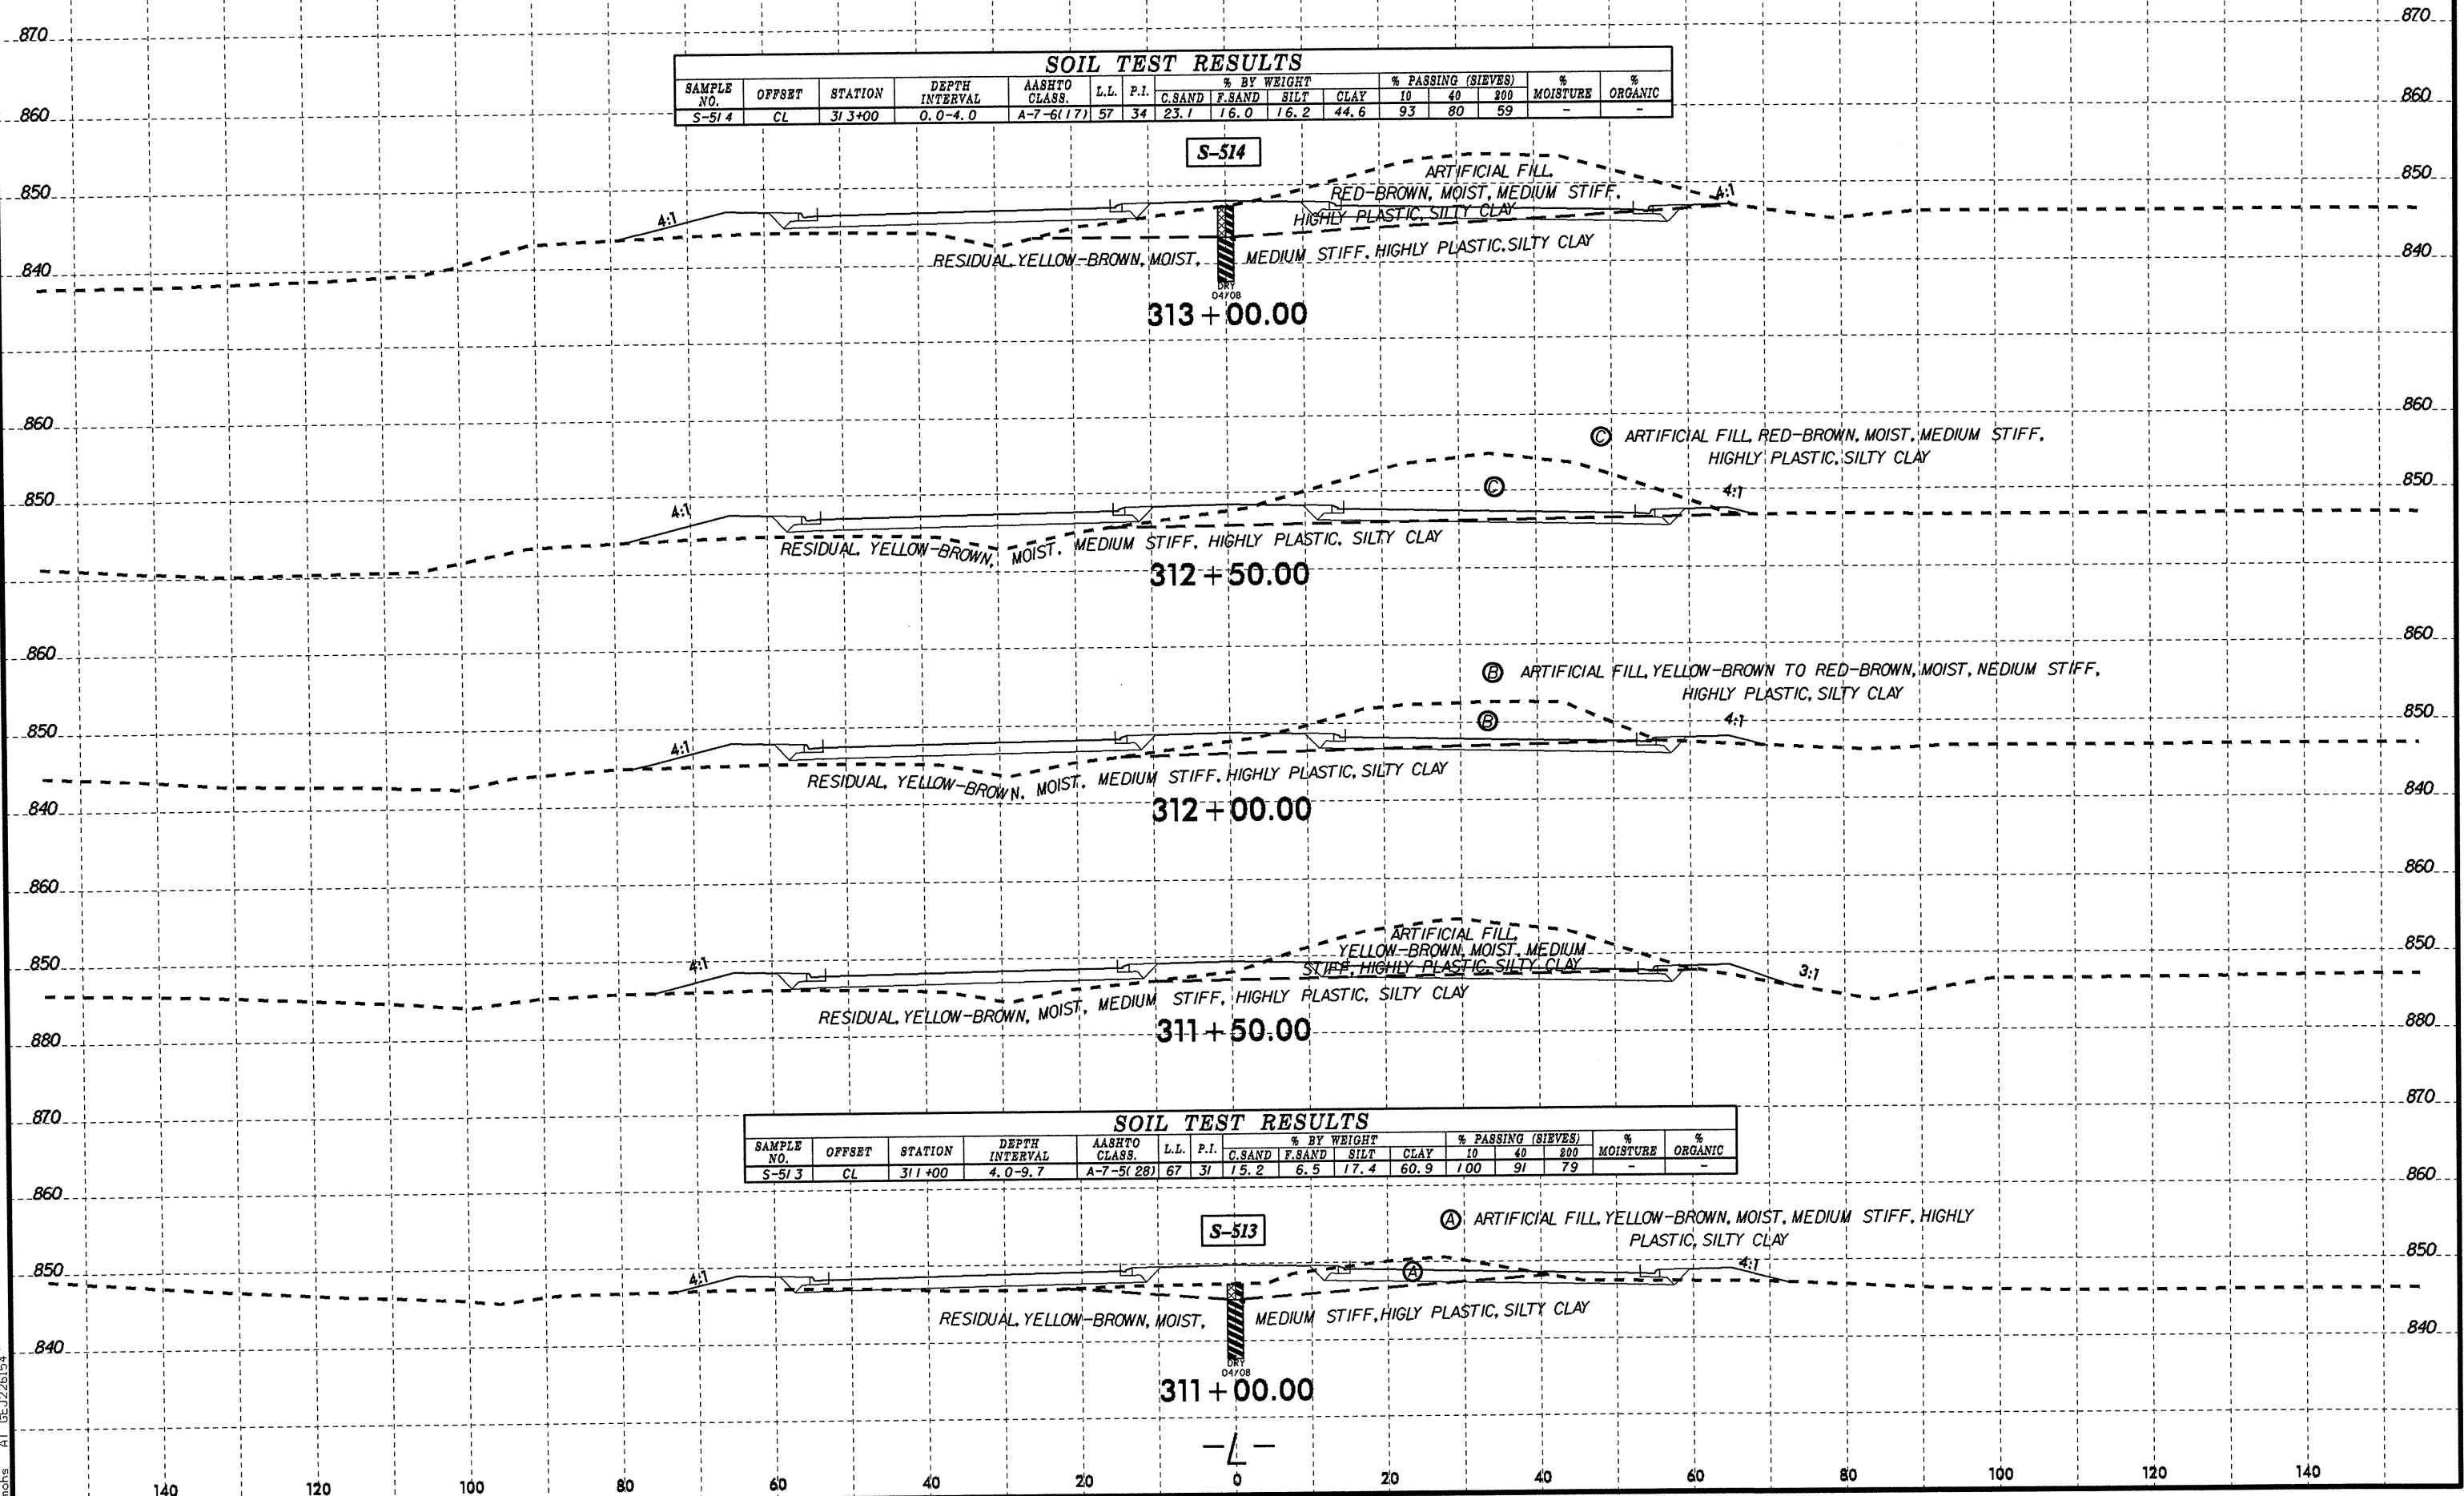 870 870
SOIL TEST RESULTS
SAMPLE NO. OFFSET STATION DEPTH INTERVAL AASHTO CLASS. L.L. P.I. % BY WEIGHT C.SAND F.SAND SILT CLAY % PASSING (SIEVES) 10 40 200 % MOISTURE % ORGANIC
S-514 CL 313+00 0.0-4.0 A-7-6(17) 57 34 23.1 16.0 16.2 44.6 93 80 59 - -
860 860
S-514
850 850
ARTIFICIAL FILL,
RED-BROWN, MOIST, MEDIUM STIFF,
HIGHLY PLASTIC, SILTY CLAY
4:1 4:1
840 840
RESIDUAL, YELLOW-BROWN, MOIST, MEDIUM STIFF, HIGHLY PLASTIC, SILTY CLAY
DRY
04/08
313+00.00
860 860
Ⓒ ARTIFICIAL FILL, RED-BROWN, MOIST, MEDIUM STIFF,
HIGHLY PLASTIC, SILTY CLAY
850 850
Ⓒ
4:1 4:1
RESIDUAL, YELLOW-BROWN, MOIST, MEDIUM STIFF, HIGHLY PLASTIC, SILTY CLAY
312+50.00
860 860
Ⓑ ARTIFICIAL FILL, YELLOW-BROWN TO RED-BROWN, MOIST, NEDIUM STIFF,
HIGHLY PLASTIC, SILTY CLAY
850 850
Ⓑ
4:1 4:1
RESIDUAL, YELLOW-BROWN, MOIST, MEDIUM STIFF, HIGHLY PLASTIC, SILTY CLAY
840 840
312+00.00
860 860
ARTIFICIAL FILL,
YELLOW-BROWN, MOIST, MEDIUM
STIFF, HIGHLY PLASTIC, SILTY CLAY
850 850
4:1 3:1
RESIDUAL, YELLOW-BROWN, MOIST, MEDIUM STIFF, HIGHLY PLASTIC, SILTY CLAY
311+50.00
880 880
870 870
SOIL TEST RESULTS
SAMPLE NO. OFFSET STATION DEPTH INTERVAL AASHTO CLASS. L.L. P.I. % BY WEIGHT C.SAND F.SAND SILT CLAY % PASSING (SIEVES) 10 40 200 % MOISTURE % ORGANIC
S-513 CL 311+00 4.0-9.7 A-7-5(28) 67 31 15.2 6.5 17.4 60.9 100 91 79 - -
860 860
S-513
Ⓐ ARTIFICIAL FILL, YELLOW-BROWN, MOIST, MEDIUM STIFF, HIGHLY
PLASTIC, SILTY CLAY
850 850
4:1 Ⓐ 4:1
RESIDUAL, YELLOW-BROWN, MOIST, MEDIUM STIFF, HIGLY PLASTIC, SILTY CLAY
840 840
DRY
04/08
311+00.00
-L-
140 120 100 80 60 40 20 0 20 40 60 80 100 120 140